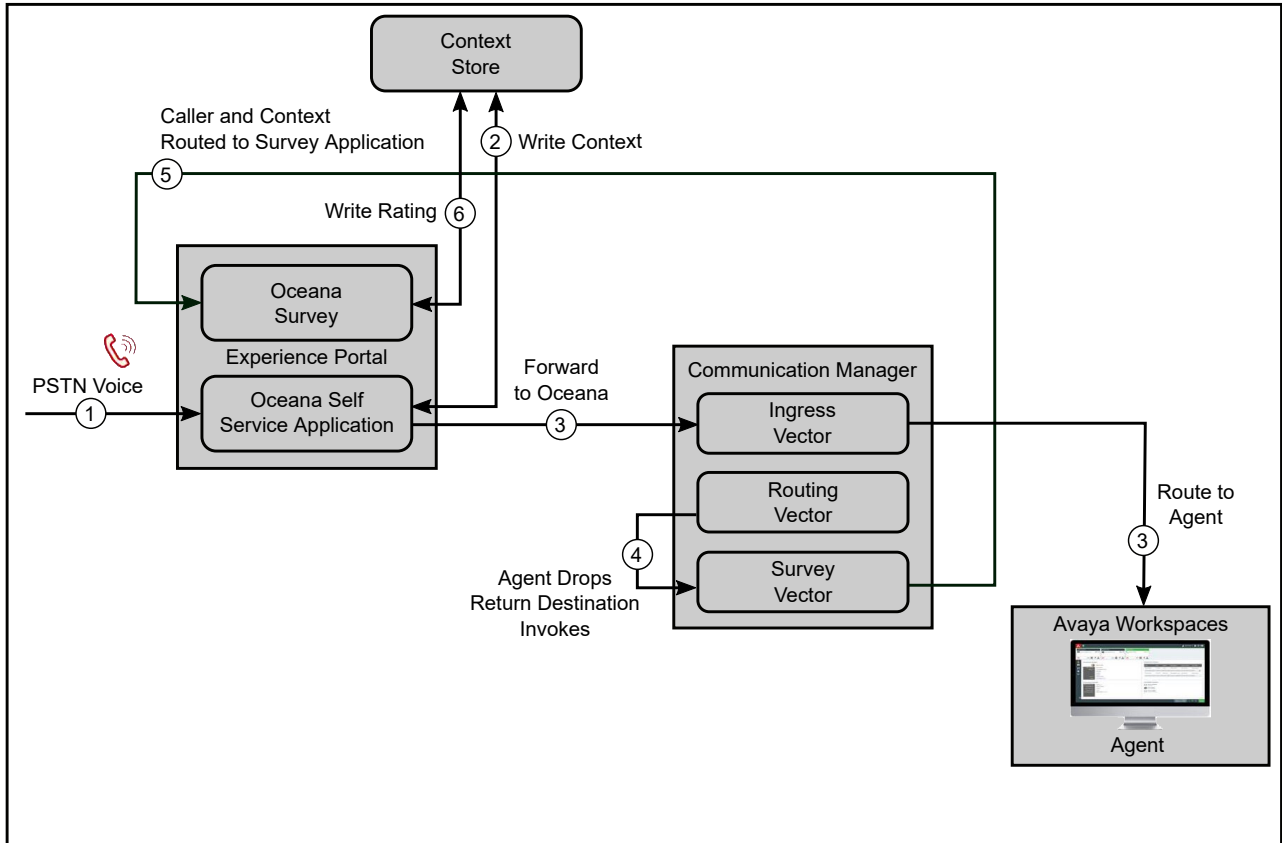 Context
Store
Caller and Context
Routed to Survey Application
2 Write Context
5
Write Rating 6
Oceana
Survey
Experience Portal
PSTN Voice
1
Oceana Self
Service Application
Forward
to Oceana
3
Communication Manager
Ingress
Vector
Routing
Vector
4
Agent Drops
Return Destination
Invokes
Survey
Vector
Route to
Agent
3
Avaya Workspaces
Agent